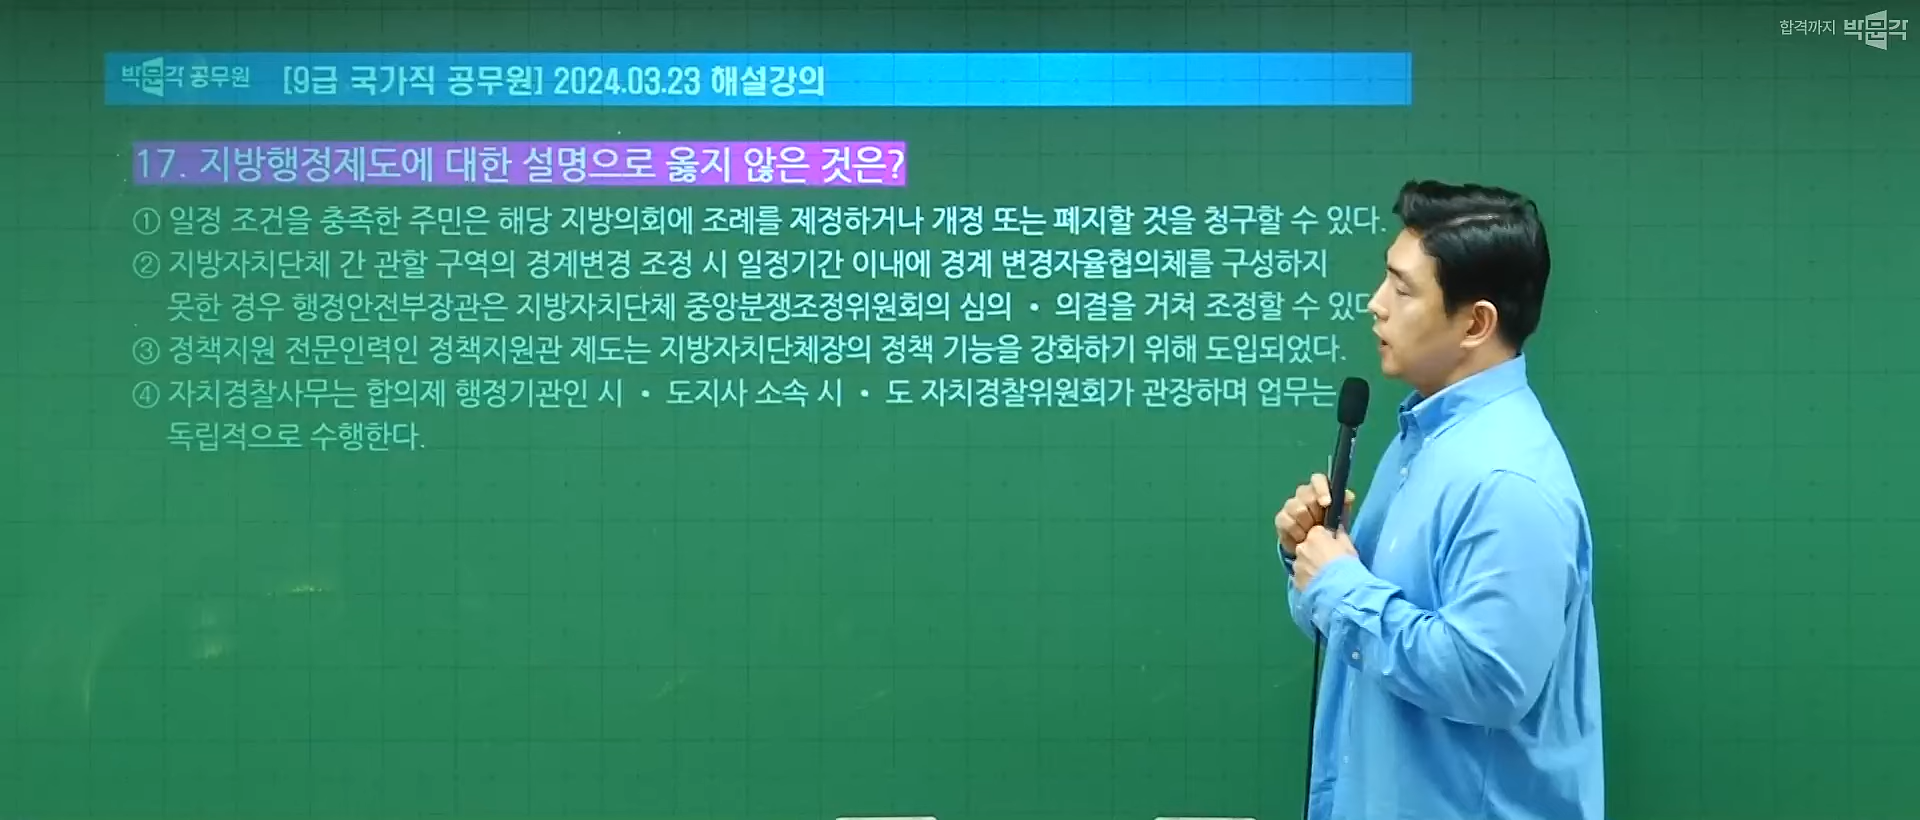 합격까지 박문각
박문각 공무원 [9급 국가직 공무원] 2024.03.23 해설강의
17. 지방행정제도에 대한 설명으로 옳지 않은 것은?
① 일정 조건을 충족한 주민은 해당 지방의회에 조례를 제정하거나 개정 또는 폐지할 것을 청구할 수 있다.
② 지방자치단체 간 관할 구역의 경계변경 조정 시 일정기간 이내에 경계 변경자율협의체를 구성하지
못한 경우 행정안전부장관은 지방자치단체 중앙분쟁조정위원회의 심의 • 의결을 거쳐 조정할 수 있다
③ 정책지원 전문인력인 정책지원관 제도는 지방자치단체장의 정책 기능을 강화하기 위해 도입되었다.
④ 자치경찰사무는 합의제 행정기관인 시 • 도지사 소속 시 • 도 자치경찰위원회가 관장하며 업무는
독립적으로 수행한다.